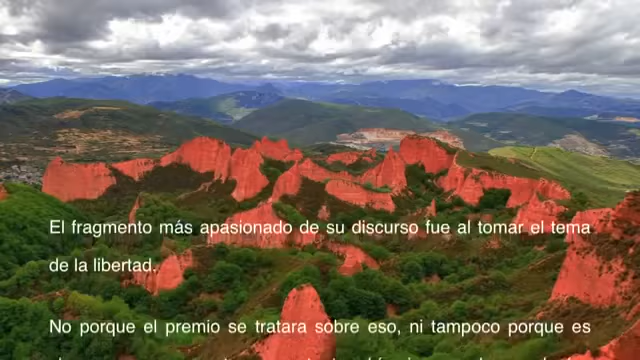 El fragmento más apasionado de su discurso fue al tomar el tema
de la libertad.
No porque el premio se tratara sobre eso, ni tampoco porque es